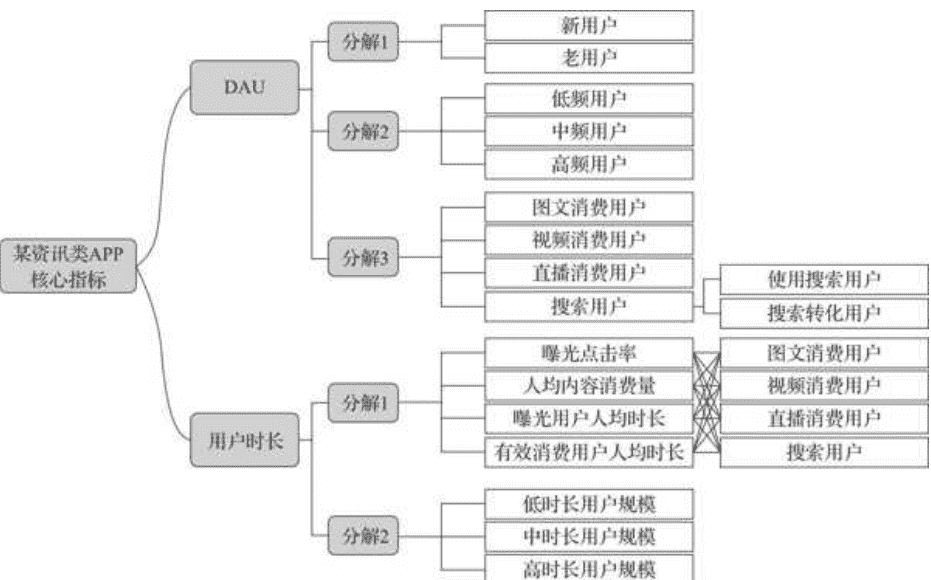 某资讯类APP
核心指标
DAU
分解1
新用户
老用户
分解2
低频用户
中频用户
高频用户
分解3
图文消费用户
视频消费用户
直播消费用户
搜索用户
使用搜索用户
搜索转化用户
用户时长
分解1
曝光点击率
人均内容消费量
曝光用户人均时长
有效消费用户人均时长
图文消费用户
视频消费用户
直播消费用户
搜索用户
分解2
低时长用户规模
中时长用户规模
高时长用户规模